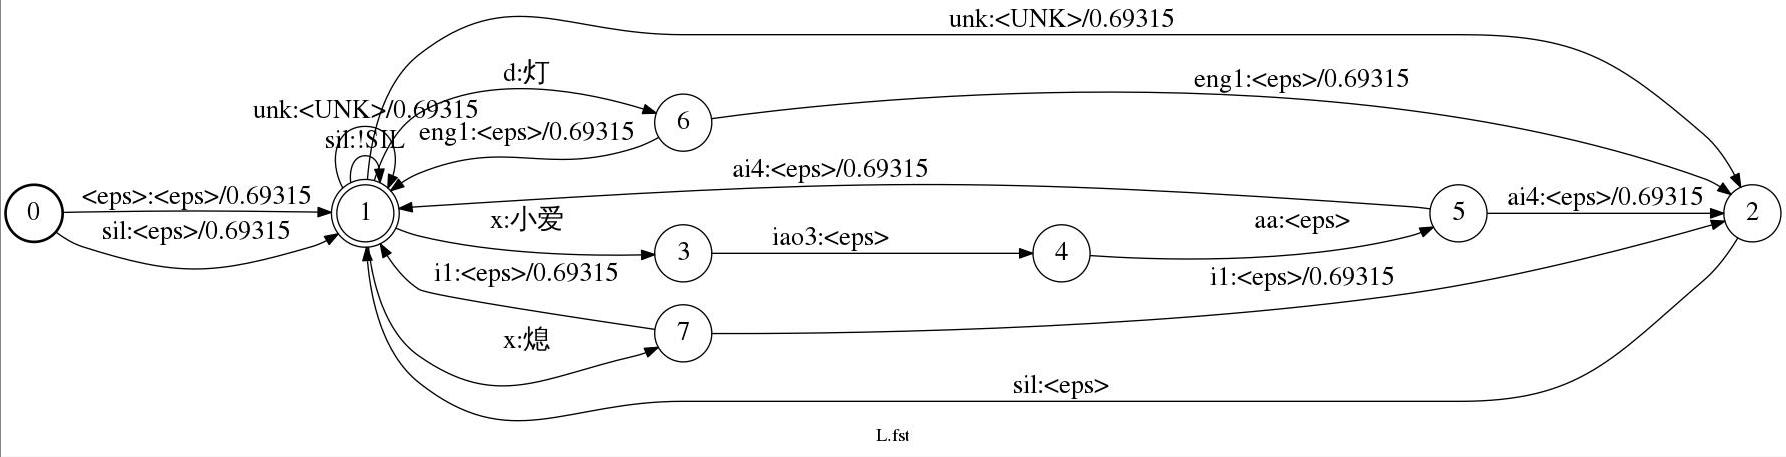 unk:<UNK>/0.69315
d:灯
eng1:<eps>/0.69315
unk:<UNK>/0.69315
6
eng1:<eps>/0.69315
sil:!SIL
ai4:<eps>/0.69315
<eps>:<eps>/0.69315
ai4:<eps>/0.69315
0
1
x:小爱
aa:<eps>
5
2
sil:<eps>/0.69315
iao3:<eps>
3
4
i1:<eps>/0.69315
i1:<eps>/0.69315
7
x:熄
sil:<eps>
L.fst